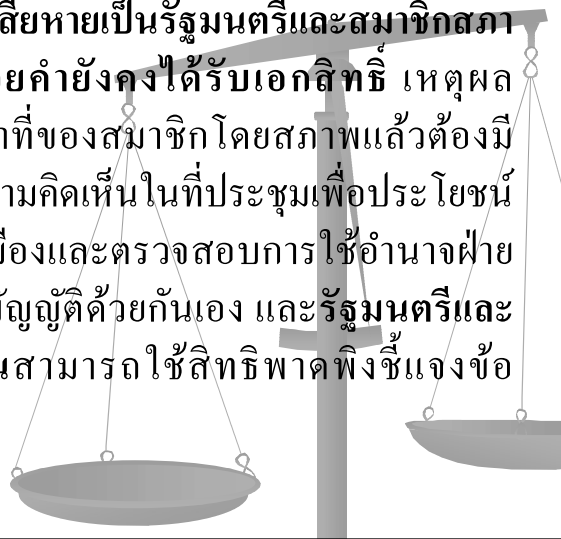 สียหายเป็นรัฐมนตรีและสมาชิกสภา
ยคำยังคงได้รับเอกสิทธิ์ เหตุผล
าที่ของสมาชิกโดยสภาพแล้วต้องมี
ามคิดเห็นในที่ประชุมเพื่อประโยชน์
มืองและตรวจสอบการใช้อำนาจฝ่าย
บัญญัติด้วยกันเอง และรัฐมนตรีและ
นสามารถใช้สิทธิพาดพิงชี้แจงข้อ